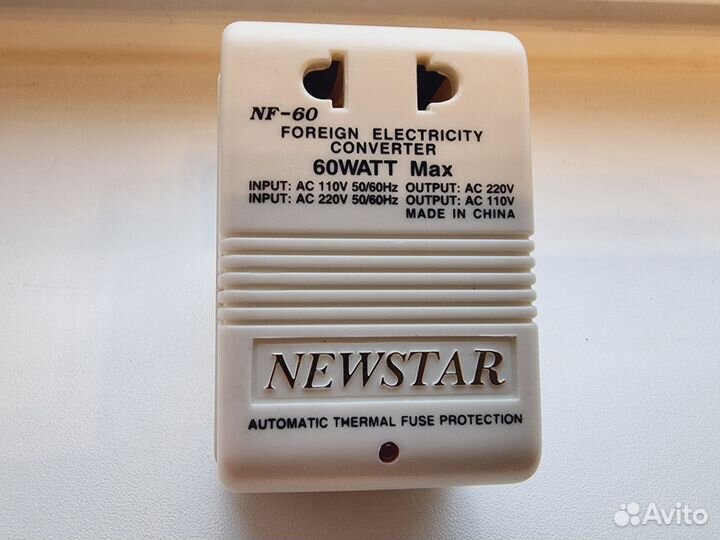 NF-60
FOREIGN ELECTRICITY
CONVERTER
60WATT Max
INPUT: AC 110V 50/60Hz OUTPUT: AC 220V
INPUT: AC 220V 50/60Hz OUTPUT: AC 110V
MADE IN CHINA
NEWSTAR
AUTOMATIC THERMAL FUSE PROTECTION
Avito